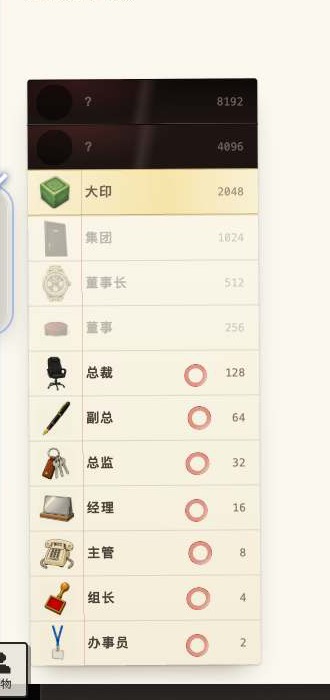 ? 8192
? 4096
大印 2048
集团 1024
董事长 512
董事 256
总裁 128
副总 64
总监 32
经理 16
主管 8
组长 4
办事员 2
物